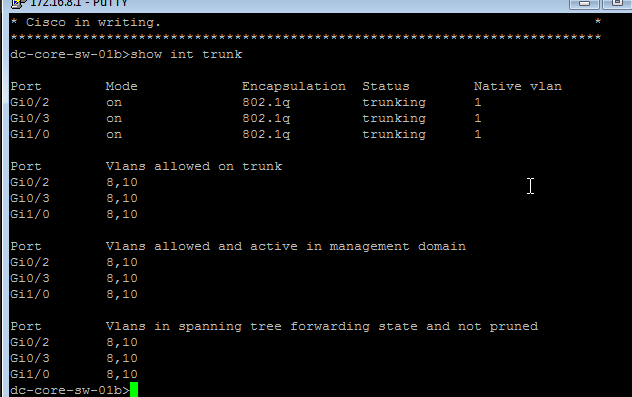 172.16.8.1 - PuTTY
* Cisco in writing. *
**************************************************************************
dc-core-sw-01b>show int trunk
Port Mode Encapsulation Status Native vlan
Gi0/2 on 802.1q trunking 1
Gi0/3 on 802.1q trunking 1
Gi1/0 on 802.1q trunking 1
Port Vlans allowed on trunk
Gi0/2 8,10
Gi0/3 8,10
Gi1/0 8,10
Port Vlans allowed and active in management domain
Gi0/2 8,10
Gi0/3 8,10
Gi1/0 8,10
Port Vlans in spanning tree forwarding state and not pruned
Gi0/2 8,10
Gi0/3 8,10
Gi1/0 8,10
dc-core-sw-01b>